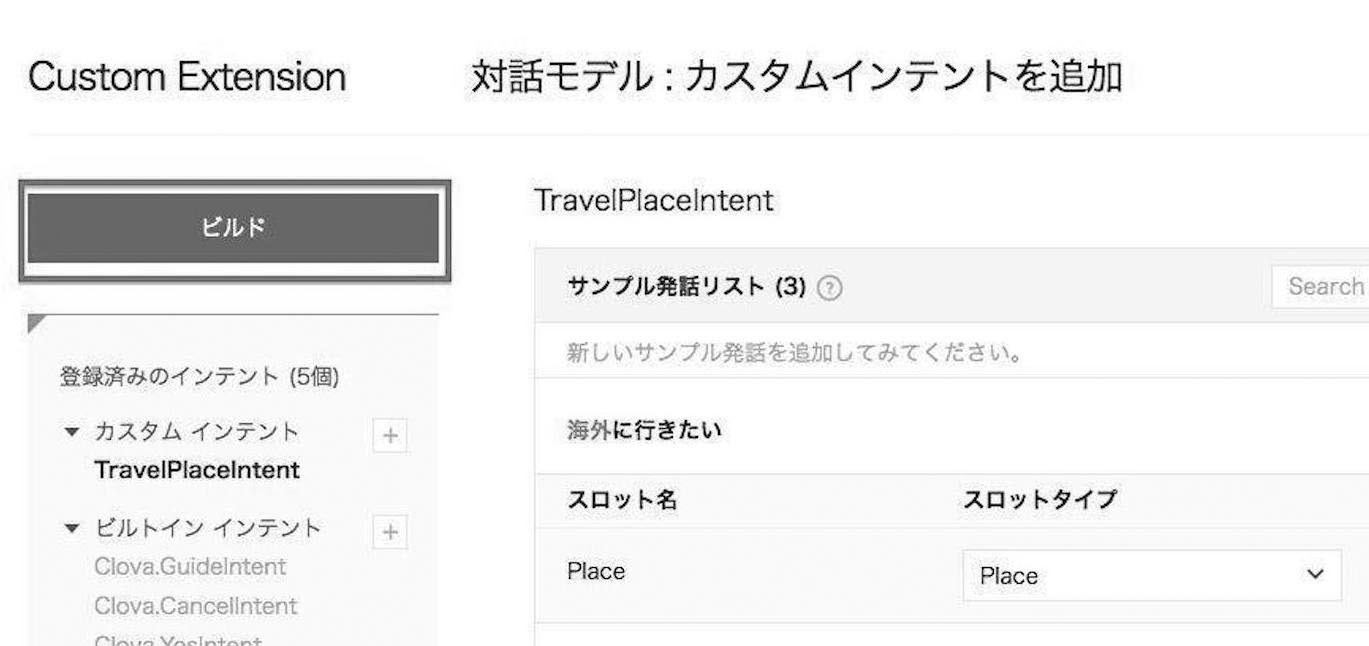 Custom Extension
対話モデル : カスタムインテントを追加
ビルド
登録済みのインテント (5個)
カスタム インテント
TravelPlaceIntent
ビルトイン インテント
Clova.GuideIntent
Clova.CancelIntent
Clova.YesIntent
TravelPlaceIntent
サンプル発話リスト (3) ?
Search
新しいサンプル発話を追加してみてください。
海外に行きたい
スロット名 スロットタイプ
Place Place